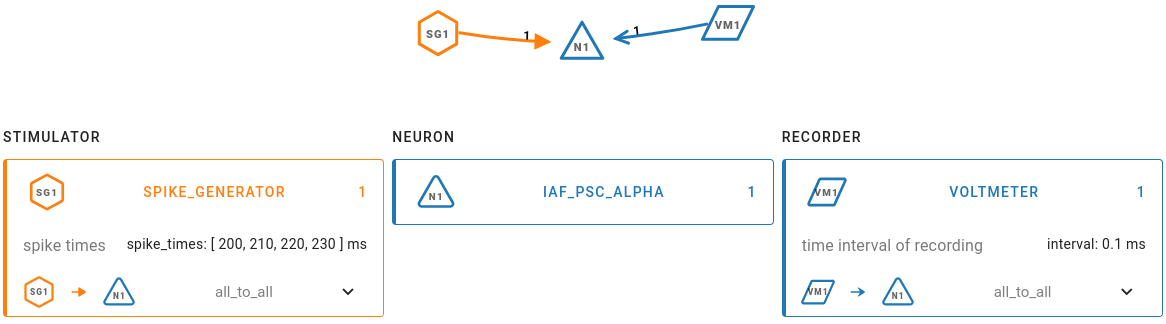 SG1 1 N1 1 VM1
STIMULATOR
SG1 SPIKE_GENERATOR 1
spike times spike_times: [ 200, 210, 220, 230 ] ms
SG1 N1 all_to_all
NEURON
N1 IAF_PSC_ALPHA 1
RECORDER
VM1 VOLTMETER 1
time interval of recording interval: 0.1 ms
VM1 N1 all_to_all